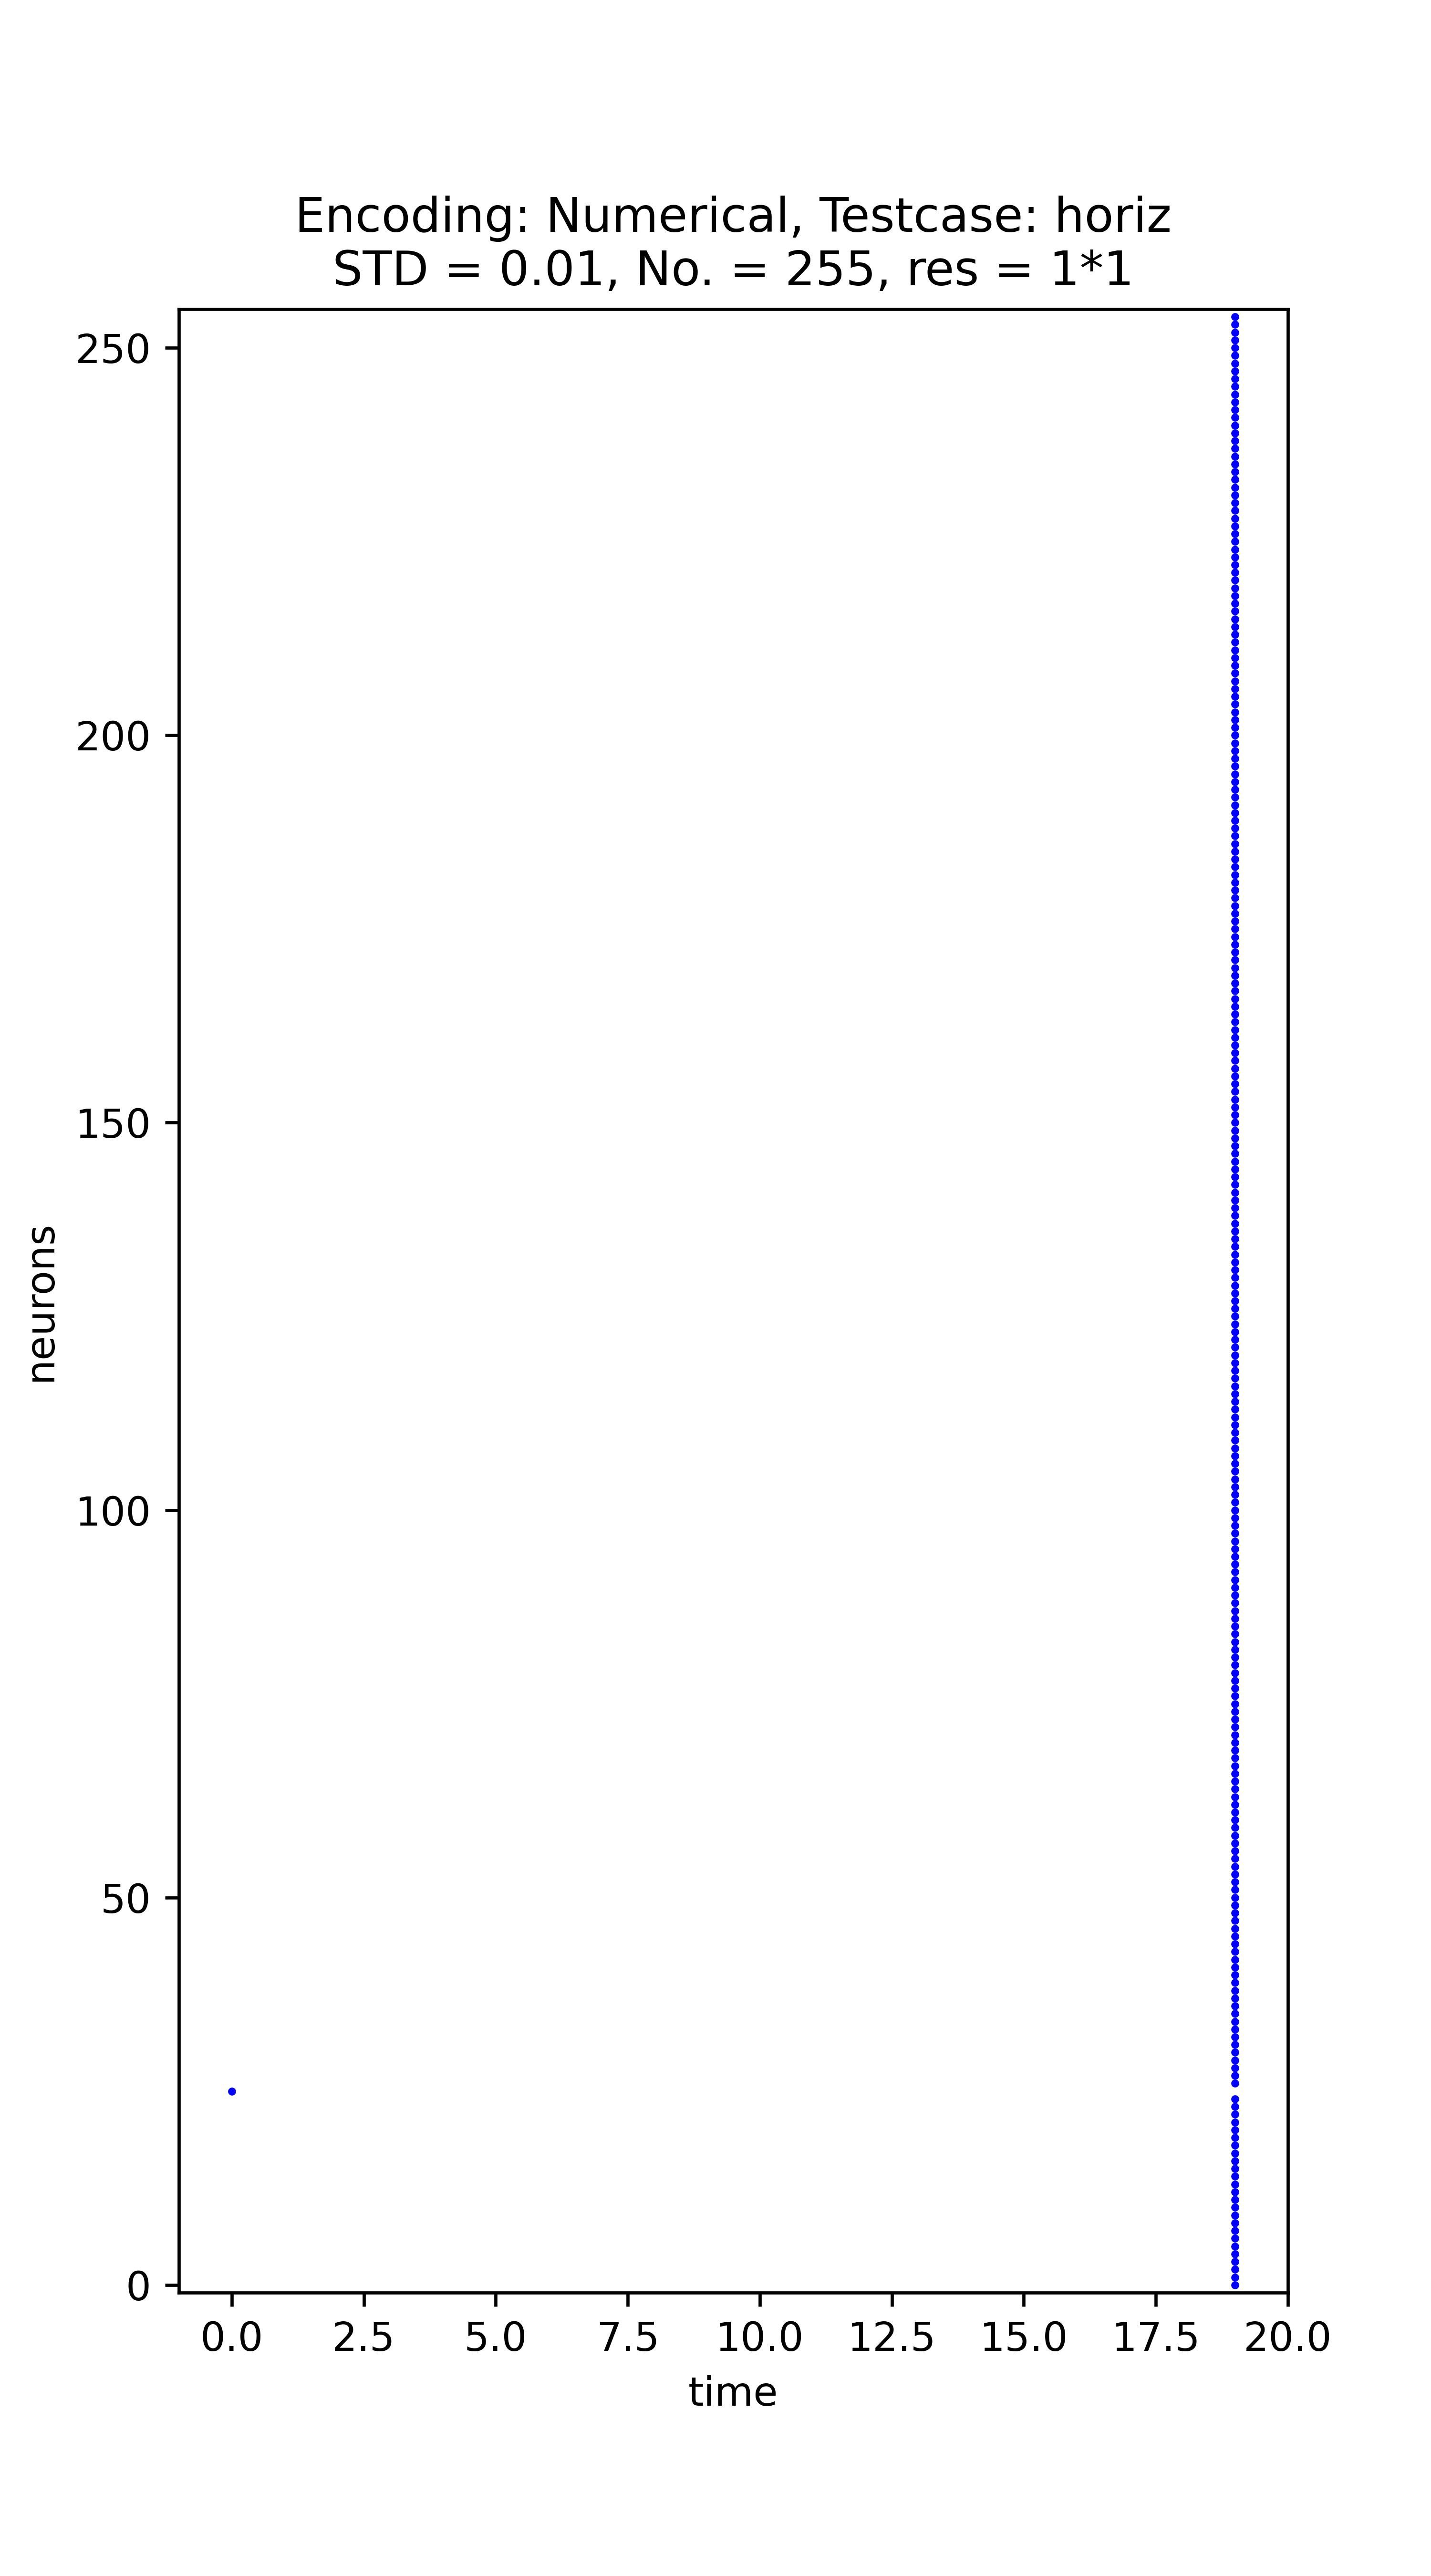 Encoding: Numerical, Testcase: horiz
STD = 0.01, No. = 255, res = 1*1
250
200
150
100
50
0
neurons
0.0 2.5 5.0 7.5 10.0 12.5 15.0 17.5 20.0
time